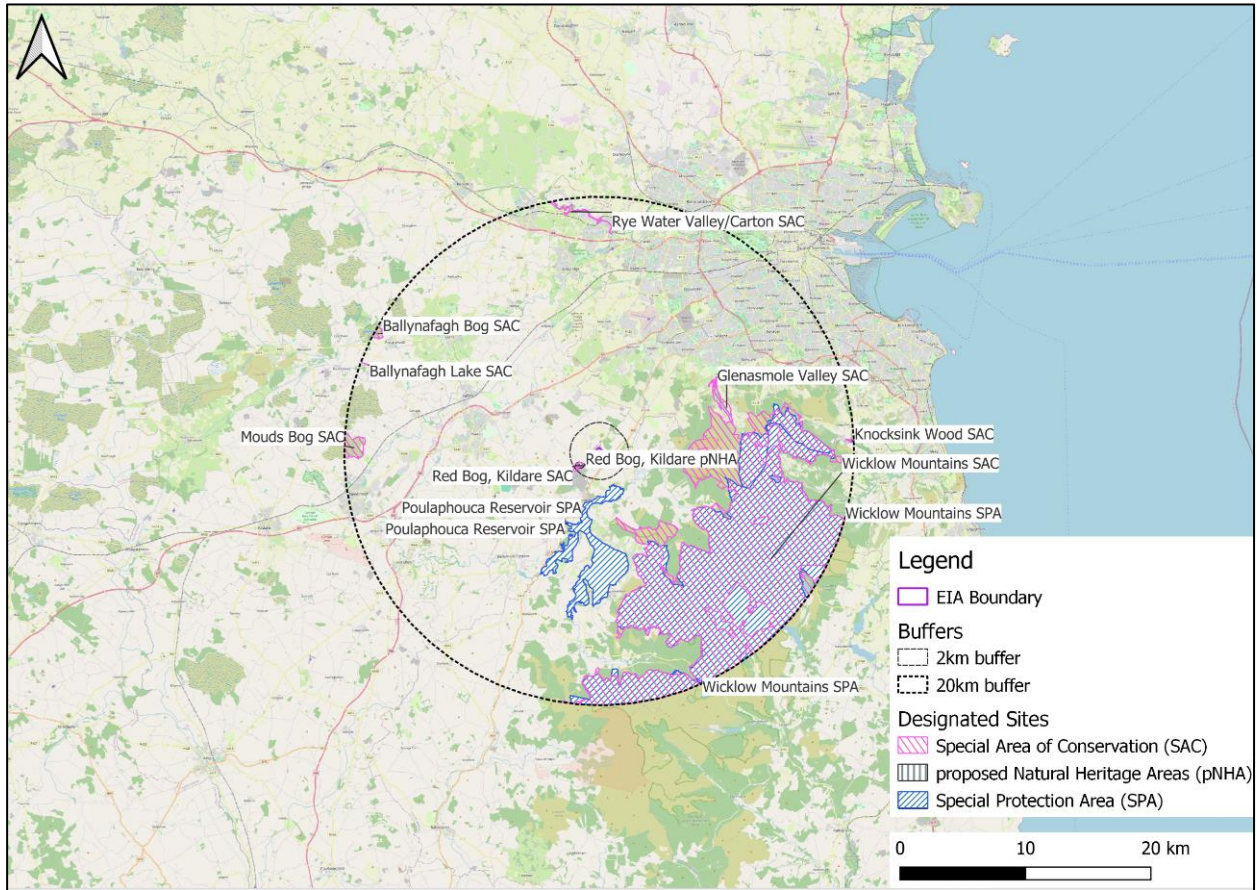 Rye Water Valley/Carton SAC
Ballynafagh Bog SAC
Ballynafagh Lake SAC
Glenasmole Valley SAC
Mouds Bog SAC
Knocksink Wood SAC
Red Bog, Kildare pNHA
Wicklow Mountains SAC
Red Bog, Kildare SAC
Poulaphouca Reservoir SPA
Wicklow Mountains SPA
Poulaphouca Reservoir SPA
Wicklow Mountains SPA
Legend
EIA Boundary
Buffers
2km buffer
20km buffer
Designated Sites
Special Area of Conservation (SAC)
proposed Natural Heritage Areas (pNHA)
Special Protection Area (SPA)
0 10 20 km